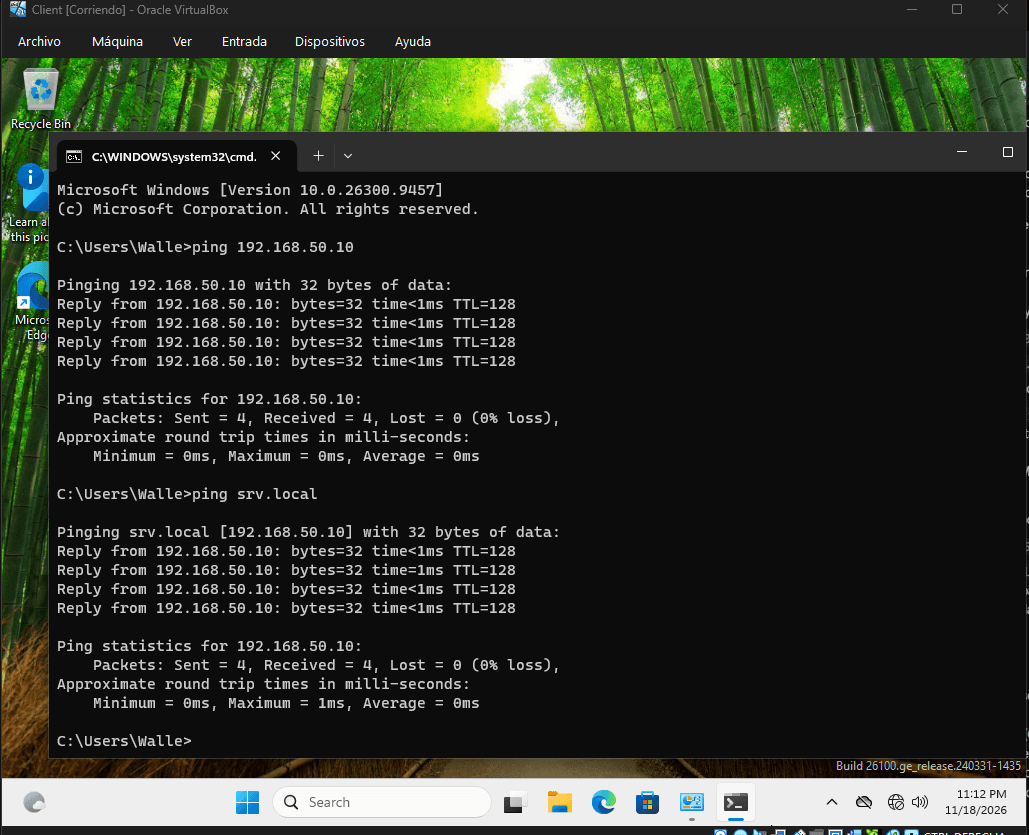 Client [Corriendo] - Oracle VirtualBox
Archivo Máquina Ver Entrada Dispositivos Ayuda
Recycle Bin
C:\WINDOWS\system32\cmd.
Learn a
this pic
Micros
Edg
Microsoft Windows [Version 10.0.26300.9457]
(c) Microsoft Corporation. All rights reserved.
C:\Users\Walle>ping 192.168.50.10
Pinging 192.168.50.10 with 32 bytes of data:
Reply from 192.168.50.10: bytes=32 time<1ms TTL=128
Reply from 192.168.50.10: bytes=32 time<1ms TTL=128
Reply from 192.168.50.10: bytes=32 time<1ms TTL=128
Reply from 192.168.50.10: bytes=32 time<1ms TTL=128
Ping statistics for 192.168.50.10:
Packets: Sent = 4, Received = 4, Lost = 0 (0% loss),
Approximate round trip times in milli-seconds:
Minimum = 0ms, Maximum = 0ms, Average = 0ms
C:\Users\Walle>ping srv.local
Pinging srv.local [192.168.50.10] with 32 bytes of data:
Reply from 192.168.50.10: bytes=32 time<1ms TTL=128
Reply from 192.168.50.10: bytes=32 time=1ms TTL=128
Reply from 192.168.50.10: bytes=32 time<1ms TTL=128
Reply from 192.168.50.10: bytes=32 time<1ms TTL=128
Ping statistics for 192.168.50.10:
Packets: Sent = 4, Received = 4, Lost = 0 (0% loss),
Approximate round trip times in milli-seconds:
Minimum = 0ms, Maximum = 1ms, Average = 0ms
C:\Users\Walle>
Build 26100.ge_release.240331-1435
Search
11:12 PM
11/18/2026